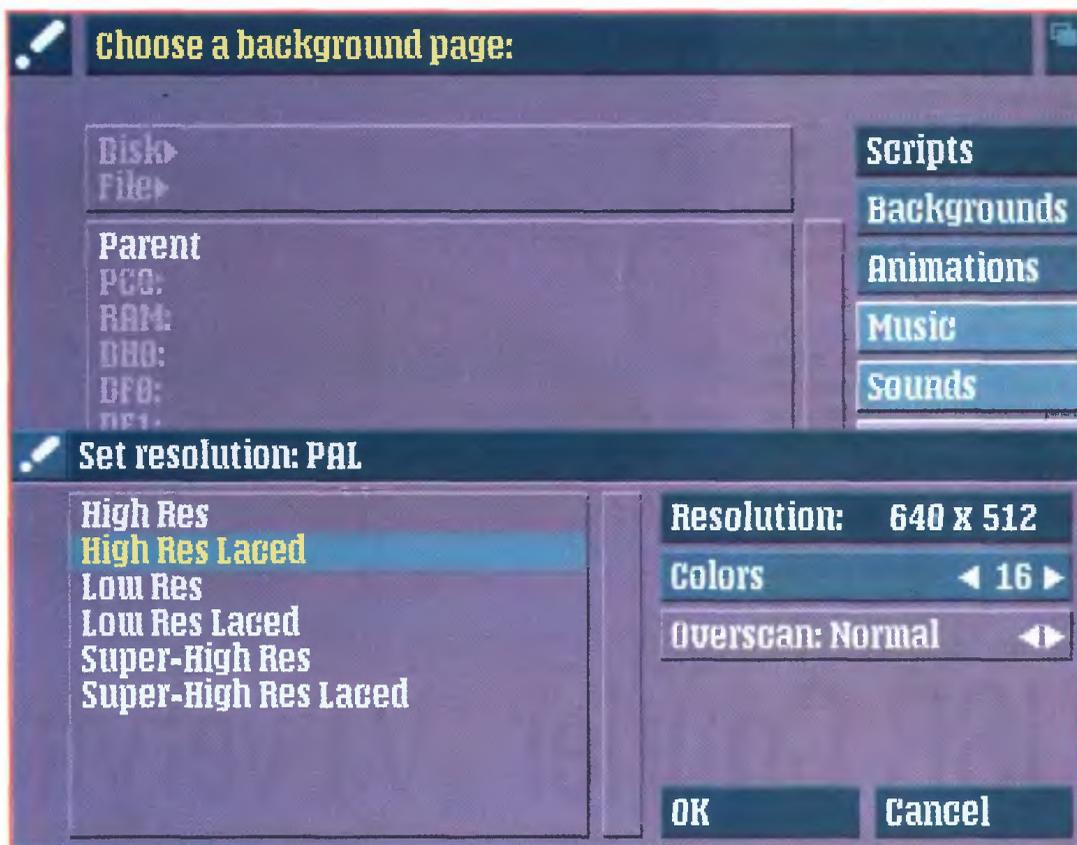 Choose a background page:
Disk
File
Parent
PC0:
RAM:
DH0:
DF0:
DF1:
Scripts
Backgrounds
Animations
Music
Sounds
Set resolution: PAL
High Res
High Res Laced
Low Res
Low Res Laced
Super-High Res
Super-High Res Laced
Resolution: 640 x 512
Colors 16
Overscan: Normal
OK
Cancel